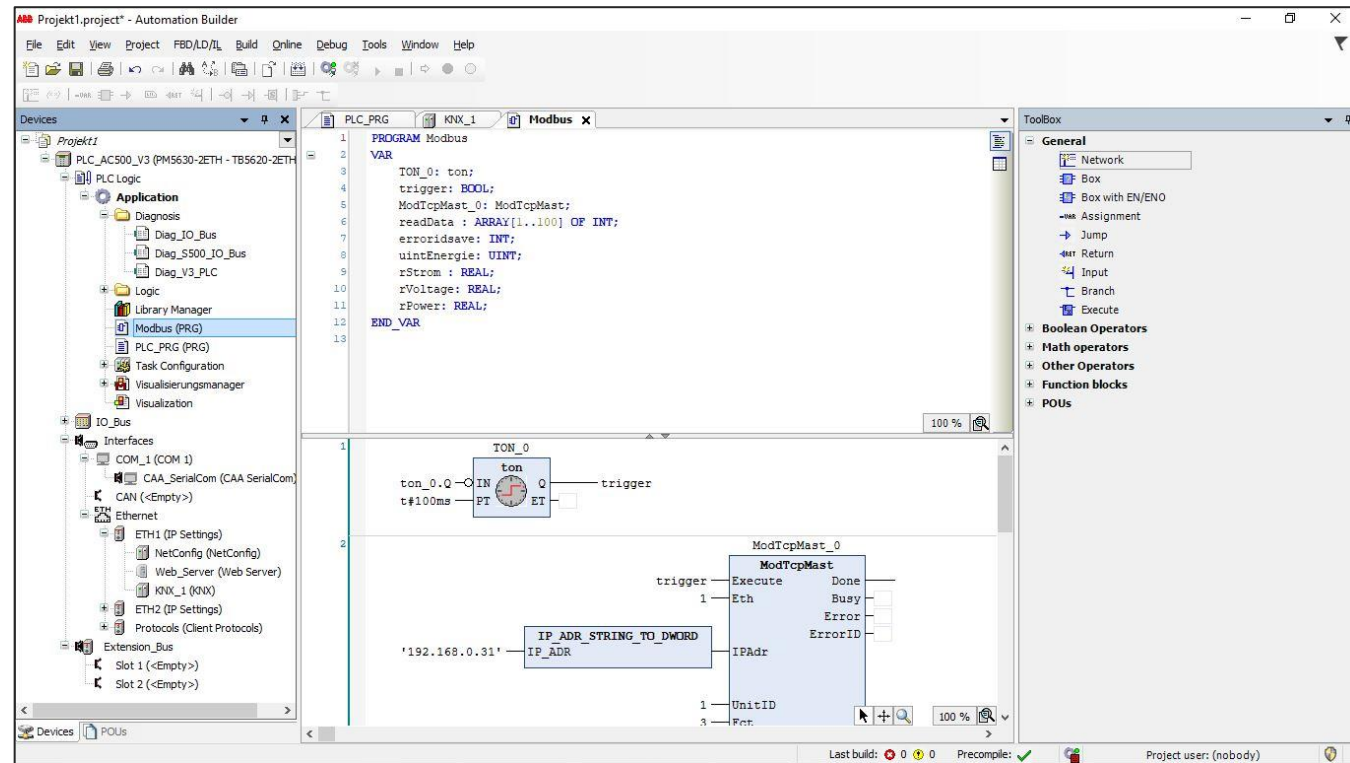 ABB Projekt1.project* - Automation Builder
File Edit View Project FBD/LD/IL Build Online Debug Tools Window Help
Devices
Projekt1
PLC_AC500_V3 (PM5630-2ETH - TB5620-2ETH
PLC Logic
Application
Diagnosis
Diag_IO_Bus
Diag_S500_IO_Bus
Diag_V3_PLC
Logic
Library Manager
Modbus (PRG)
PLC_PRG (PRG)
Task Configuration
Visualisierungsmanager
Visualization
IO_Bus
Interfaces
COM_1 (COM 1)
CAA_SerialCom (CAA SerialCom)
CAN (<Empty>)
ETH Ethernet
ETH1 (IP Settings)
NetConfig (NetConfig)
Web_Server (Web Server)
KNX_1 (KNX)
ETH2 (IP Settings)
Protocols (Client Protocols)
Extension_Bus
Slot 1 (<Empty>)
Slot 2 (<Empty>)
Devices POUs
PLC_PRG KNX_1 Modbus
1 PROGRAM Modbus
2 VAR
3 TON_0: ton;
4 trigger: BOOL;
5 ModTcpMast_0: ModTcpMast;
6 readData : ARRAY[1..100] OF INT;
7 erroridsave: INT;
8 uintEnergie: UINT;
9 rStrom : REAL;
10 rVoltage: REAL;
11 rPower: REAL;
12 END_VAR
13
100 %
1 TON_0
ton
ton_0.Q IN Q trigger
t#100ms PT ET
2 ModTcpMast_0
ModTcpMast
trigger Execute Done
1 Eth Busy
Error
ErrorID
IP_ADR_STRING_TO_DWORD
'192.168.0.31' IP_ADR IPAdr
1 UnitID
3 Fct
100 %
ToolBox
General
Network
Box
Box with EN/ENO
Assignment
Jump
Return
Input
Branch
Execute
Boolean Operators
Math operators
Other Operators
Function blocks
POUs
Last build: 0 0 Precompile: Project user: (nobody)